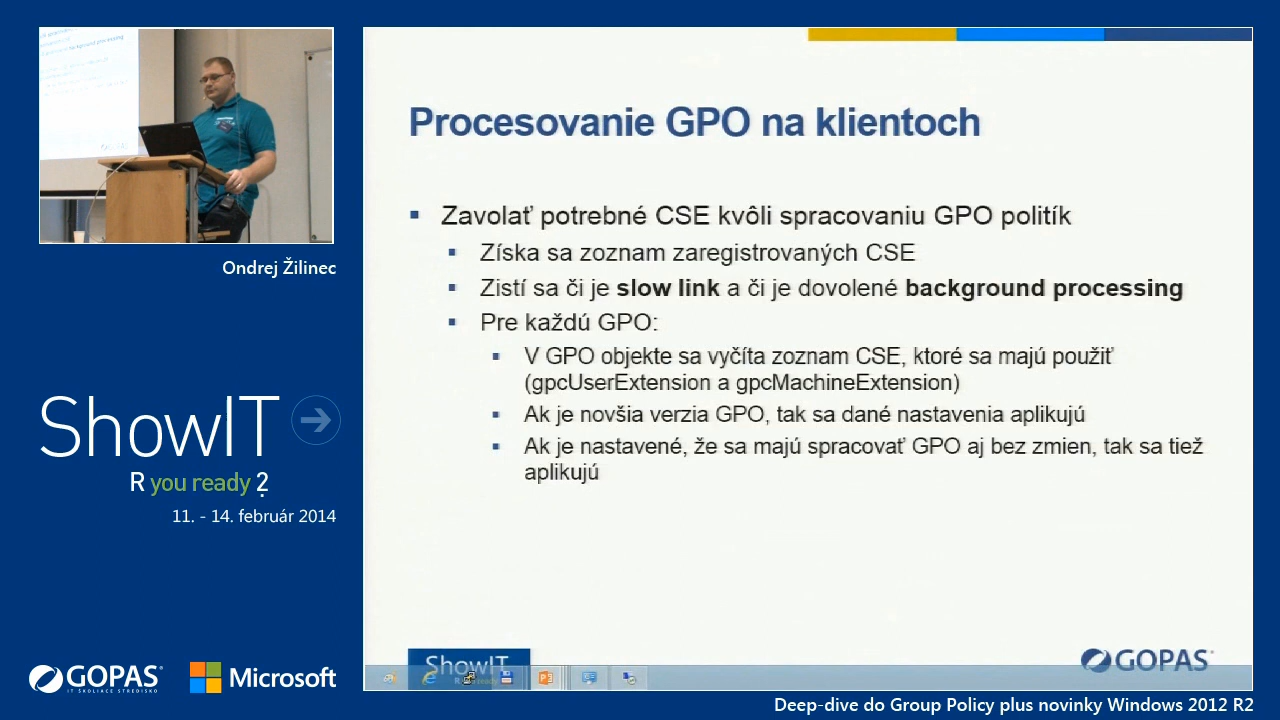 Ondrej Žilinec
ShowIT
R you ready ?
11. - 14. február 2014
GOPAS
IT ŠKOLIACE STREDISKO
Microsoft
Procesovanie GPO na klientoch
Zavolať potrebné CSE kvôli spracovaniu GPO politík
Získa sa zoznam zaregistrovaných CSE
Zistí sa či je slow link a či je dovolené background processing
Pre každú GPO:
V GPO objekte sa vyčíta zoznam CSE, ktoré sa majú použiť
(gpcUserExtension a gpcMachineExtension)
Ak je novšia verzia GPO, tak sa dané nastavenia aplikujú
Ak je nastavené, že sa majú spracovať GPO aj bez zmien, tak sa tiež
aplikujú
ShowIT
GOPAS
Deep-dive do Group Policy plus novinky Windows 2012 R2